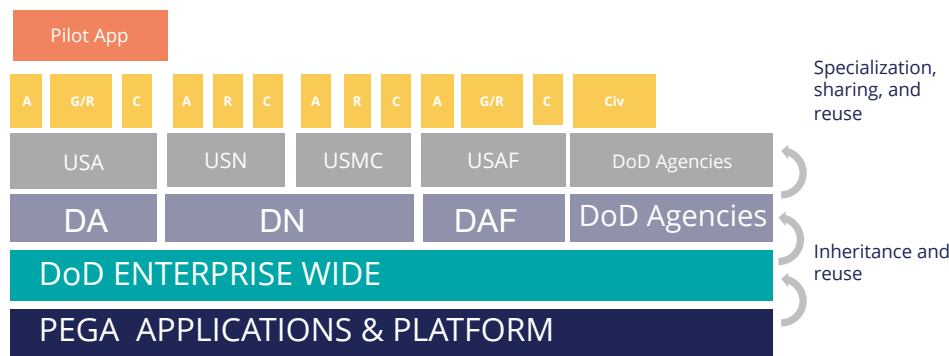 Pilot App
Specialization,
sharing, and
reuse
A G/R C A R C A R C A G/R C Civ
USA USN USMC USAF DoD Agencies
DA DN DAF DoD Agencies
Inheritance and
reuse
DoD ENTERPRISE WIDE
PEGA APPLICATIONS & PLATFORM